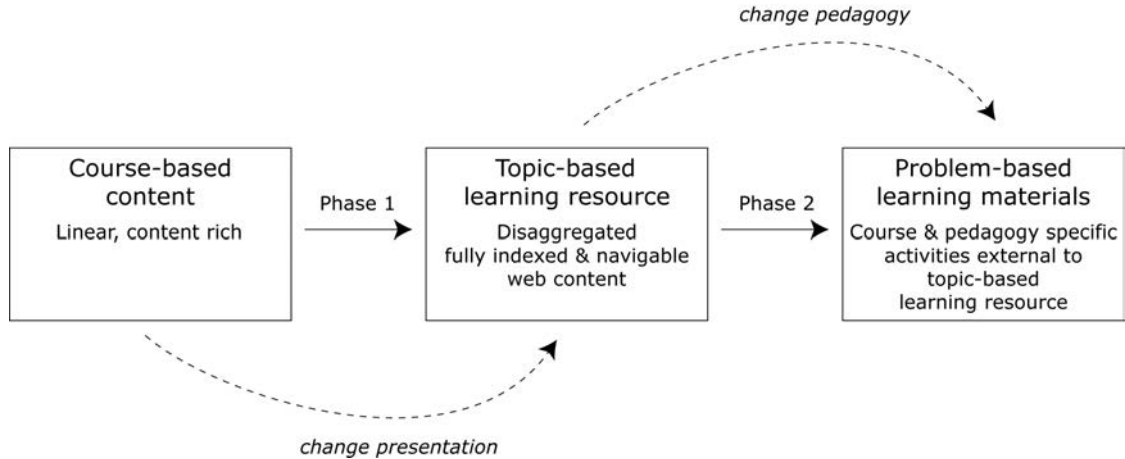 change pedagogy
Course-based
content
Linear, content rich
Phase 1
Topic-based
learning resource
Disaggregated
fully indexed & navigable
web content
Phase 2
Problem-based
learning materials
Course & pedagogy specific
activities external to
topic-based
learning resource
change presentation